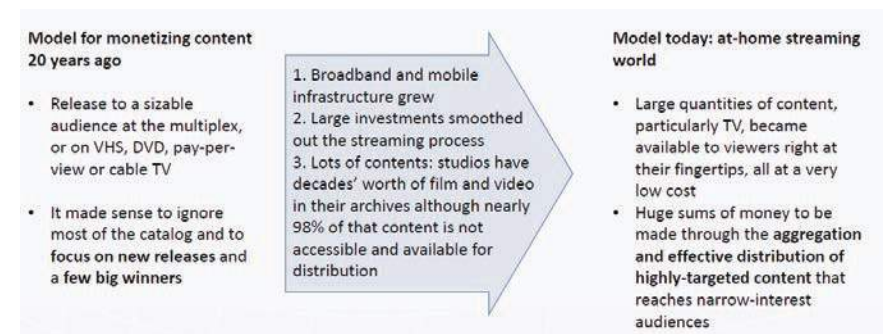 Model for monetizing content
20 years ago
• Release to a sizable
audience at the multiplex,
or on VHS, DVD, pay-per-
view or cable TV
• It made sense to ignore
most of the catalog and to
focus on new releases and
a few big winners
1. Broadband and mobile
infrastructure grew
2. Large investments smoothed
out the streaming process
3. Lots of contents: studios have
decades’ worth of film and video
in their archives although nearly
98% of that content is not
accessible and available for
distribution
Model today: at-home streaming
world
• Large quantities of content,
particularly TV, became
available to viewers right at
their fingertips, all at a very
low cost
• Huge sums of money to be
made through the aggregation
and effective distribution of
highly-targeted content that
reaches narrow-interest
audiences